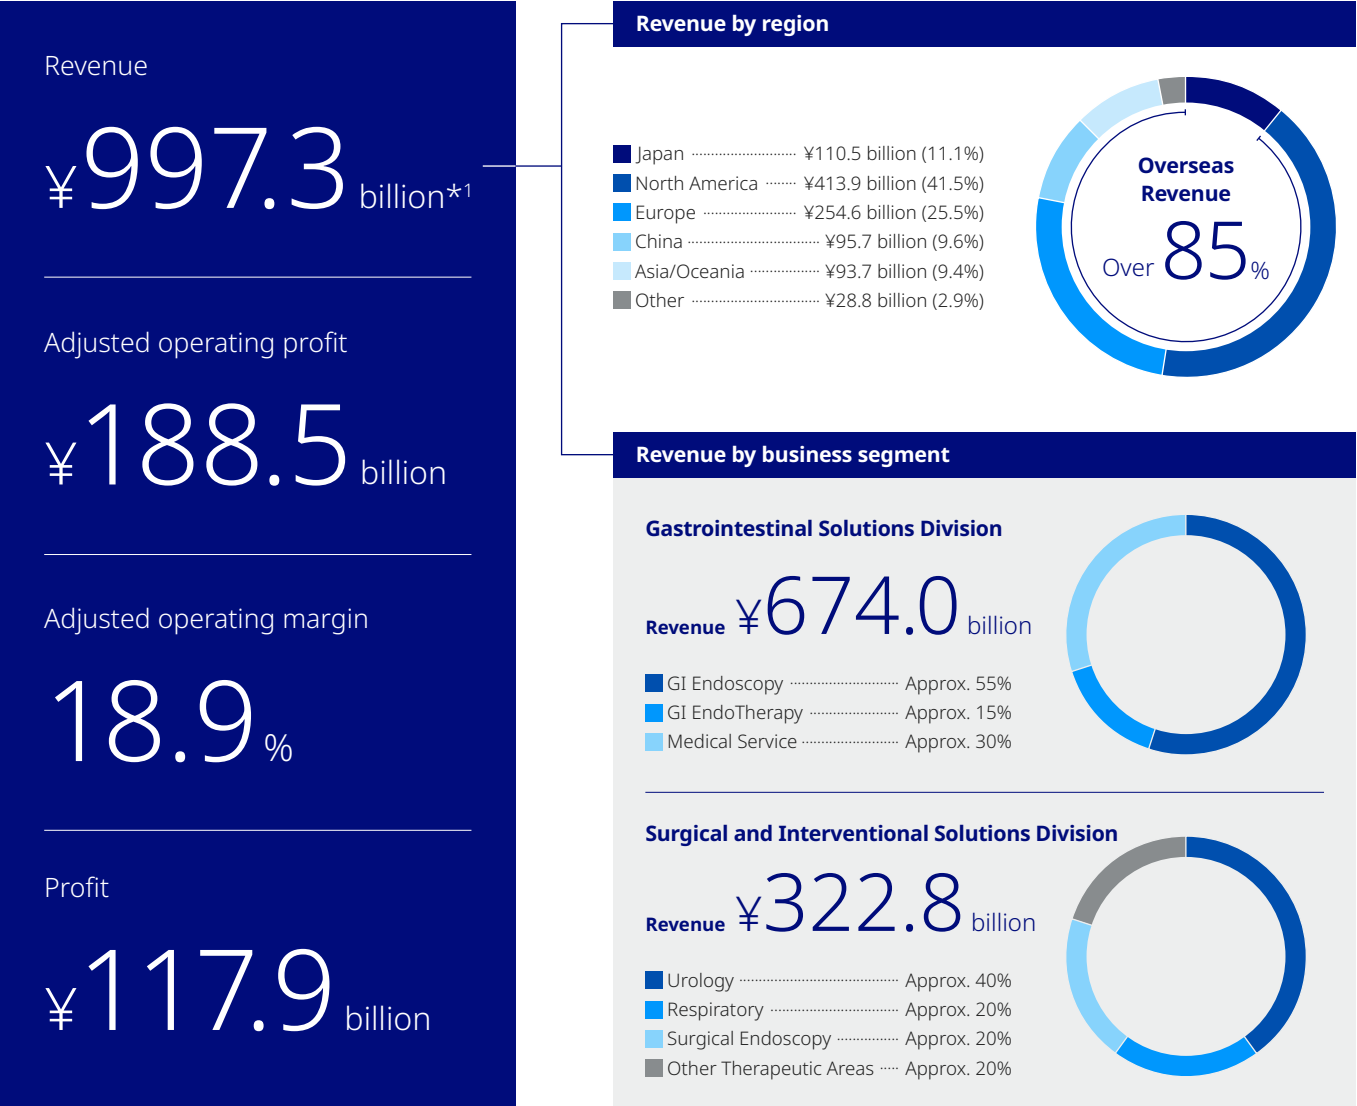 Revenue
¥997.3 billion*1
Adjusted operating profit
¥188.5 billion
Adjusted operating margin
18.9 %
Profit
¥117.9 billion
Revenue by region
Japan ¥110.5 billion (11.1%)
North America ¥413.9 billion (41.5%)
Europe ¥254.6 billion (25.5%)
China ¥95.7 billion (9.6%)
Asia/Oceania ¥93.7 billion (9.4%)
Other ¥28.8 billion (2.9%)
Overseas
Revenue
Over 85%
Revenue by business segment
Gastrointestinal Solutions Division
Revenue ¥674.0 billion
GI Endoscopy Approx. 55%
GI EndoTherapy Approx. 15%
Medical Service Approx. 30%
Surgical and Interventional Solutions Division
Revenue ¥322.8 billion
Urology Approx. 40%
Respiratory Approx. 20%
Surgical Endoscopy Approx. 20%
Other Therapeutic Areas Approx. 20%